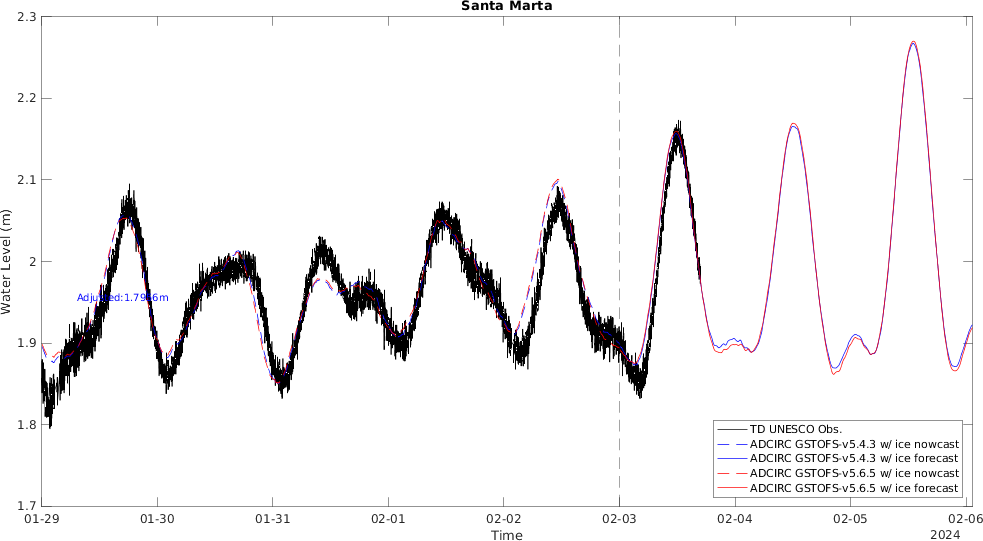 Santa Marta
2.3
2.2
2.1
2
1.9
1.8
1.7
Water Level (m)
TD UNESCO Obs.
ADCIRC GSTOFS-v5.4.3 w/ ice nowcast
ADCIRC GSTOFS-v5.4.3 w/ ice forecast
ADCIRC GSTOFS-v5.6.5 w/ ice nowcast
ADCIRC GSTOFS-v5.6.5 w/ ice forecast
01-29 01-30 01-31 02-01 02-02 02-03 02-04 02-05 02-06
Time
2024